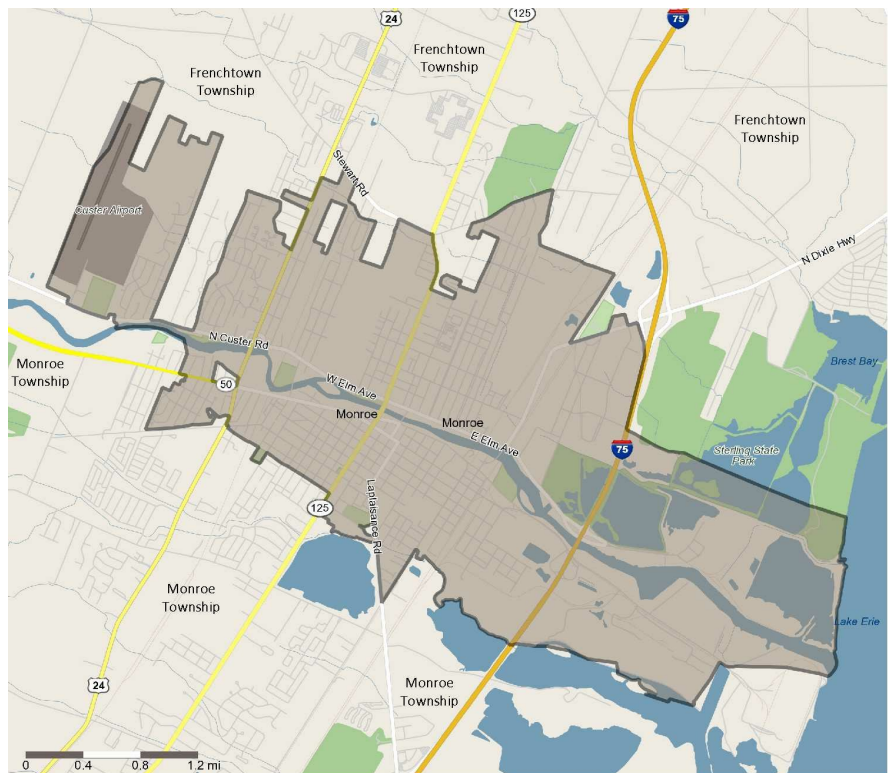 24
125
75
Frenchtown
Township
Frenchtown
Township
Frenchtown
Township
Stewart Rd
Custer Airport
N Dixie Hwy
N Custer Rd
Monroe
Township
50
W Elm Ave
Monroe
Monroe
E Elm Ave
Brest Bay
75
Sterling State
Park
125
Laplaisance Rd
Monroe
Township
Lake Erie
Monroe
Township
24
0
0.4
0.8
1.2 mi